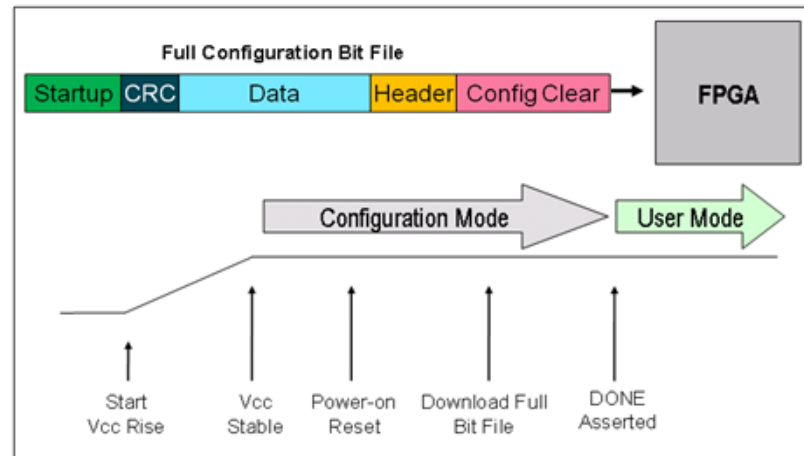 Full Configuration Bit File
Startup CRC Data Header Config Clear
FPGA
Configuration Mode
User Mode
Start
Vcc Rise
Vcc
Stable
Power-on
Reset
Download Full
Bit File
DONE
Asserted